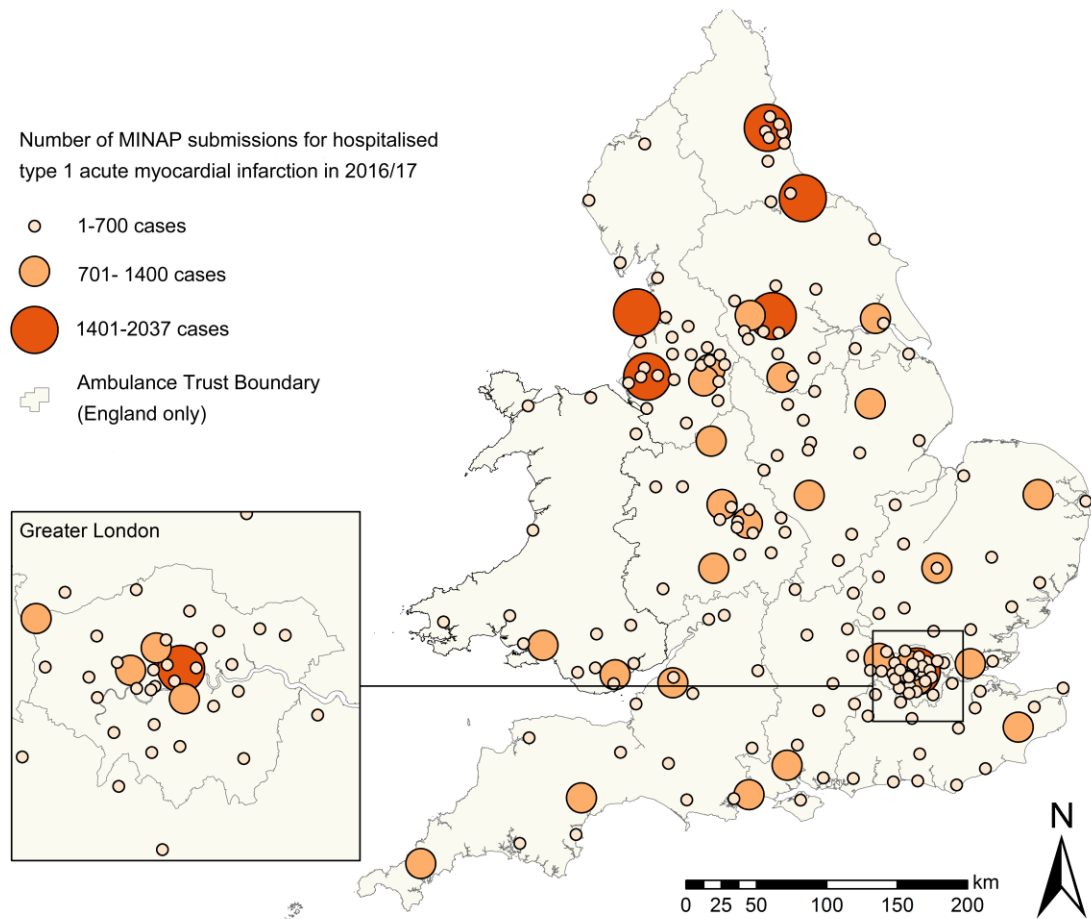 Number of MINAP submissions for hospitalised
type 1 acute myocardial infarction in 2016/17
1-700 cases
701- 1400 cases
1401-2037 cases
Ambulance Trust Boundary
(England only)
Greater London
N
km
0 25 50 100 150 200